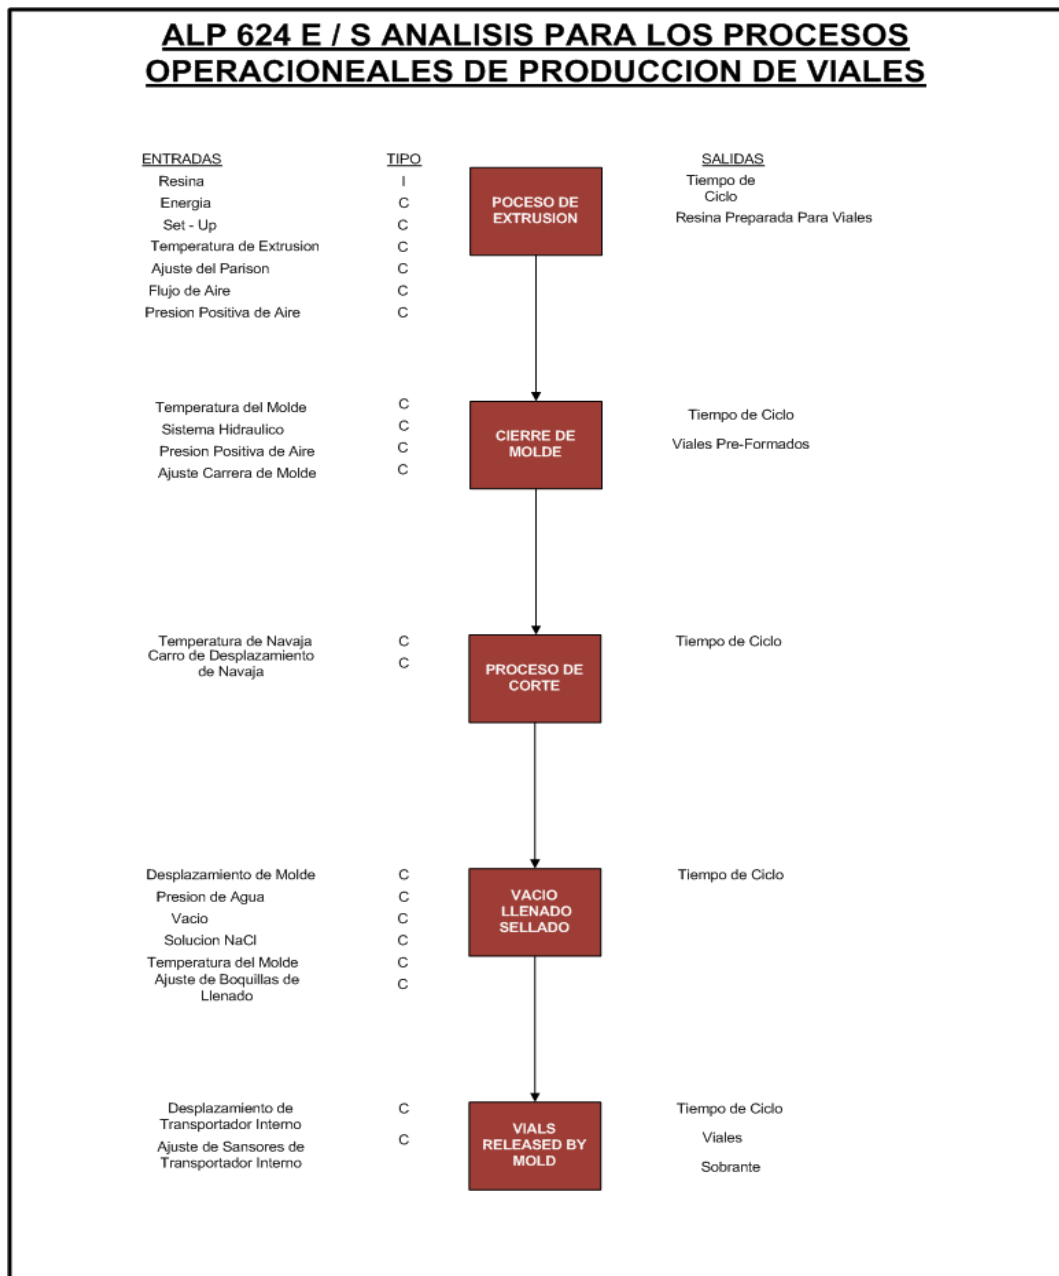 ALP 624 E / S ANALISIS PARA LOS PROCESOS
OPERACIONEALES DE PRODUCCION DE VIALES
ENTRADAS TIPO SALIDAS
Resina I
Energia C
Set - Up C
Temperatura de Extrusion C
Ajuste del Parison C
Flujo de Aire C
Presion Positiva de Aire C
POCESO DE
EXTRUSION
Tiempo de
Ciclo
Resina Preparada Para Viales
Temperatura del Molde C
Sistema Hidraulico C
Presion Positiva de Aire C
Ajuste Carrera de Molde C
CIERRE DE
MOLDE
Tiempo de Ciclo
Viales Pre-Formados
Temperatura de Navaja C
Carro de Desplazamiento C
de Navaja
PROCESO DE
CORTE
Tiempo de Ciclo
Desplazamiento de Molde C
Presion de Agua C
Vacio C
Solucion NaCl C
Temperatura del Molde C
Ajuste de Boquillas de C
Llenado
VACIO
LLENADO
SELLADO
Tiempo de Ciclo
Desplazamiento de C
Transportador Interno
Ajuste de Sansores de C
Transportador Interno
VIALS
RELEASED BY
MOLD
Tiempo de Ciclo
Viales
Sobrante